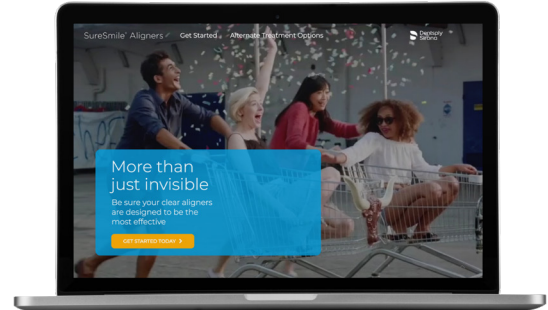 SureSmile® Aligners
Get Started
Alternate Treatment Options
Dentsply
Sirona
More than
just invisible
Be sure your clear aligners
are designed to be the
most effective
GET STARTED TODAY